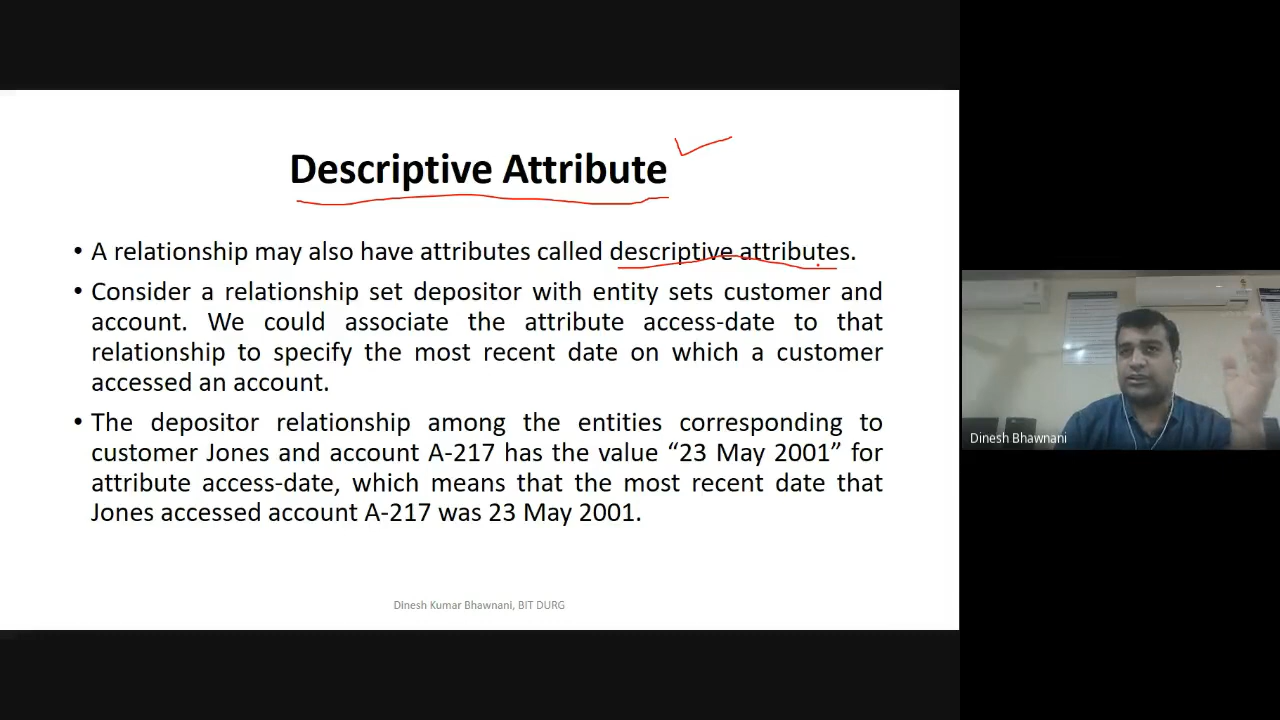 Descriptive Attribute
• A relationship may also have attributes called descriptive attributes.
• Consider a relationship set depositor with entity sets customer and
account. We could associate the attribute access-date to that
relationship to specify the most recent date on which a customer
accessed an account.
• The depositor relationship among the entities corresponding to
customer Jones and account A-217 has the value “23 May 2001” for
attribute access-date, which means that the most recent date that
Jones accessed account A-217 was 23 May 2001.
Dinesh Kumar Bhawnani, BIT DURG
Dinesh Bhawnani